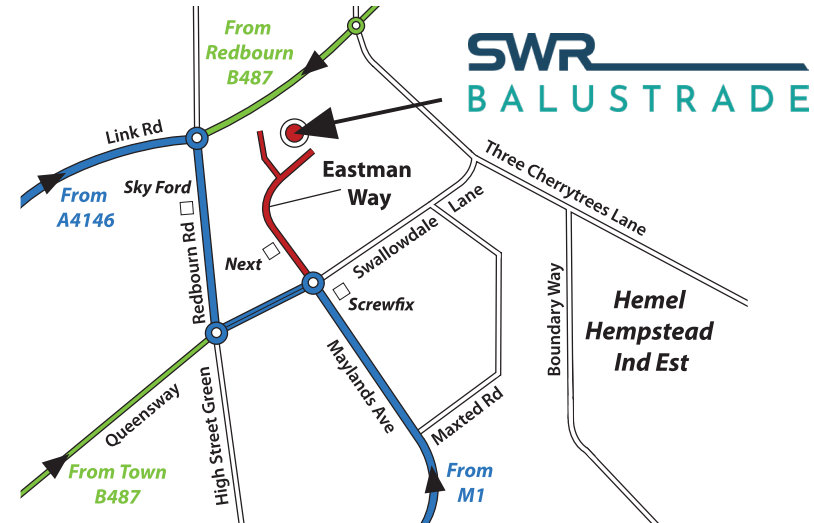 From
Redbourn
B487
SWR
BALUSTRADE
Link Rd
Three Cherrytrees Lane
Sky Ford
Eastman
Way
From
A4146
Swallowdale Lane
Redbourn Rd
Next
Screwfix
Boundary Way
Hemel
Hempstead
Ind Est
Maylands Ave
Queensway
High Street Green
Maxted Rd
From Town
B487
From
M1